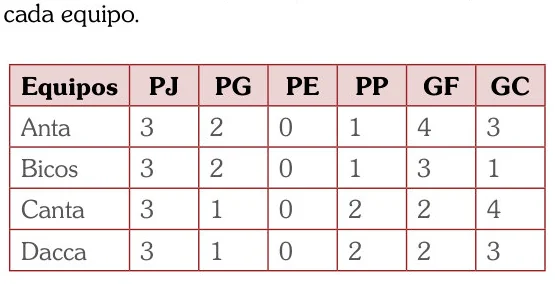 cada equipo.
Equipos PJ PG PE PP GF GC
Anta 3 2 0 1 4 3
Bicos 3 2 0 1 3 1
Canta 3 1 0 2 2 4
Dacca 3 1 0 2 2 3